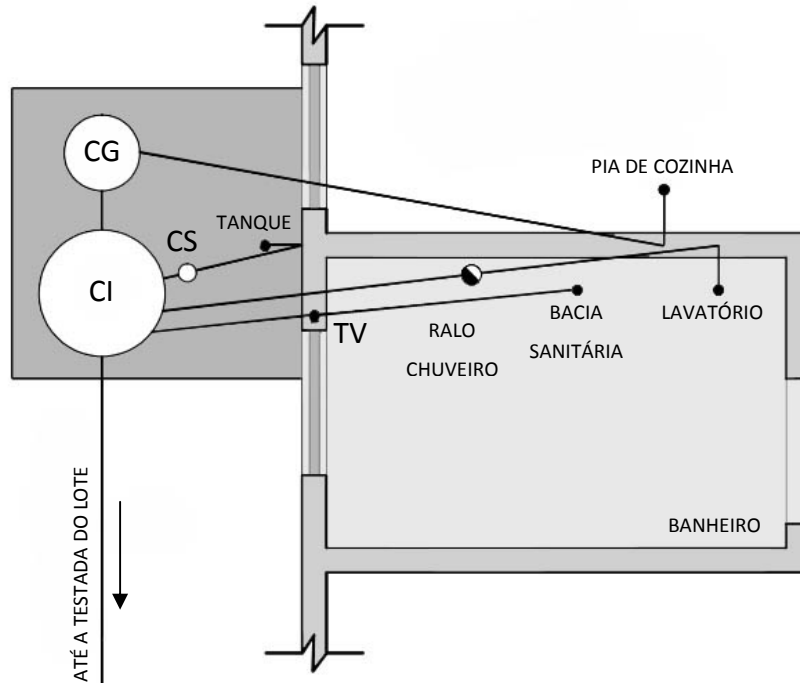 CG
PIA DE COZINHA
TANQUE
CS
CI
TV
RALO
CHUVEIRO
BACIA
SANITÁRIA
LAVATÓRIO
BANHEIRO
ATÉ A TESTADA DO LOTE